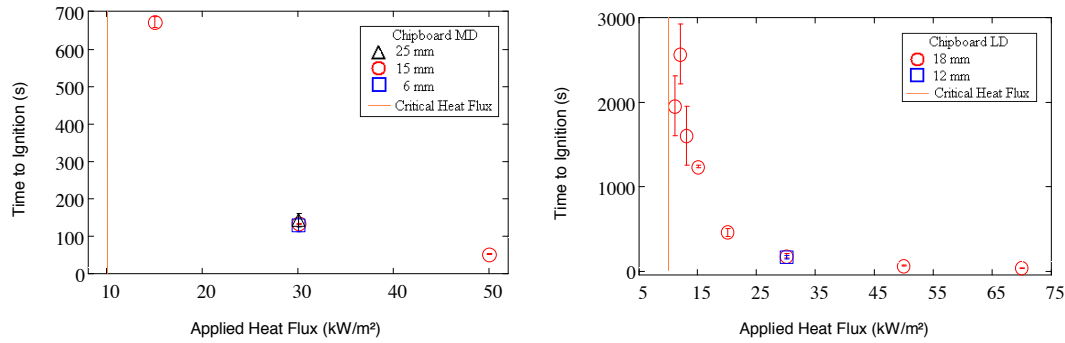 700
600
500
400
300
200
100
0
10
20
30
40
50
Time to Ignition (s)
Applied Heat Flux (kW/m²)
Chipboard MD
25 mm
15 mm
6 mm
Critical Heat Flux
3000
2000
1000
0
5
15
25
35
45
55
65
75
Time to Ignition (s)
Applied Heat Flux (kW/m²)
Chipboard LD
18 mm
12 mm
Critical Heat Flux